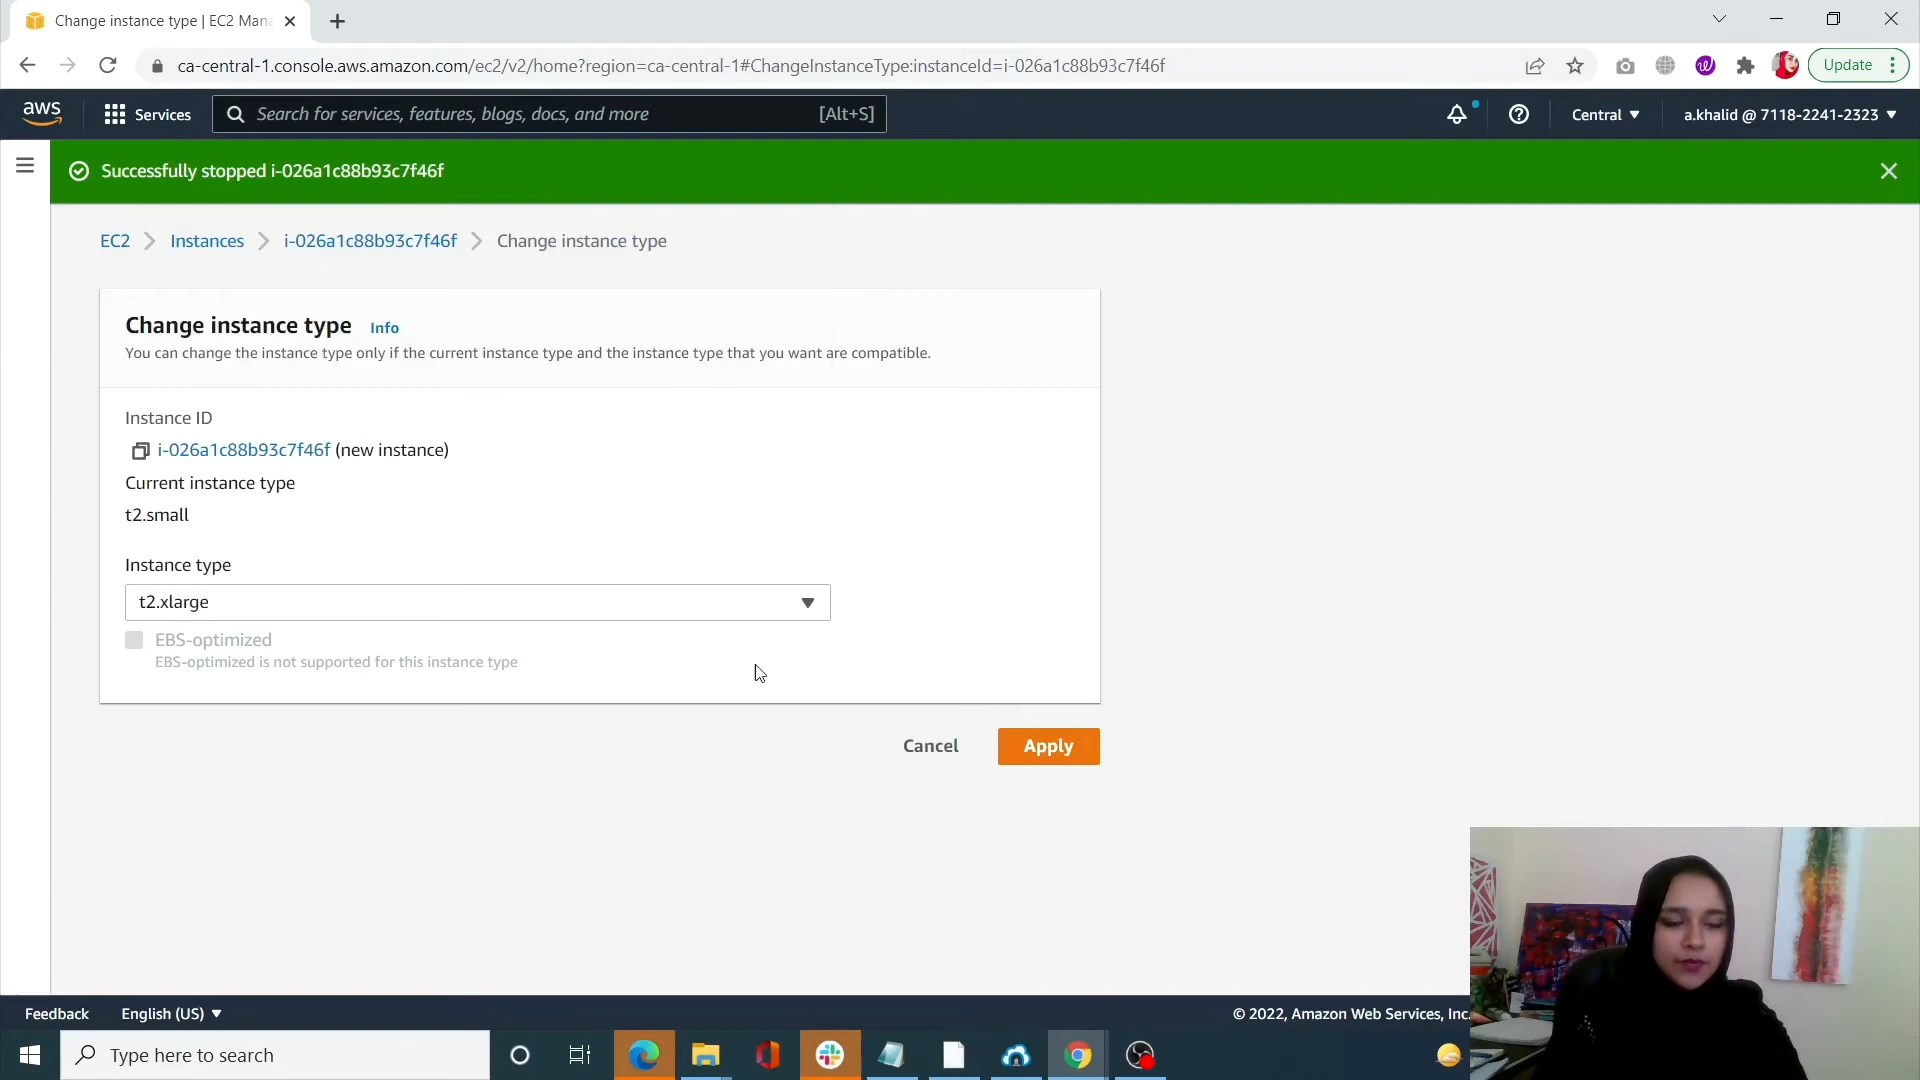 Change instance type | EC2 Mana
ca-central-1.console.aws.amazon.com/ec2/v2/home?region=ca-central-1#ChangeInstanceType:instanceId=i-026a1c88b93c7f46f
Update
aws
Services
Search for services, features, blogs, docs, and more
[Alt+S]
Central
a.khalid @ 7118-2241-2323
Successfully stopped i-026a1c88b93c7f46f
EC2
Instances
i-026a1c88b93c7f46f
Change instance type
Change instance type Info
You can change the instance type only if the current instance type and the instance type that you want are compatible.
Instance ID
i-026a1c88b93c7f46f (new instance)
Current instance type
t2.small
Instance type
t2.xlarge
EBS-optimized
EBS-optimized is not supported for this instance type
Cancel
Apply
Feedback
English (US)
© 2022, Amazon Web Services, Inc.
Type here to search